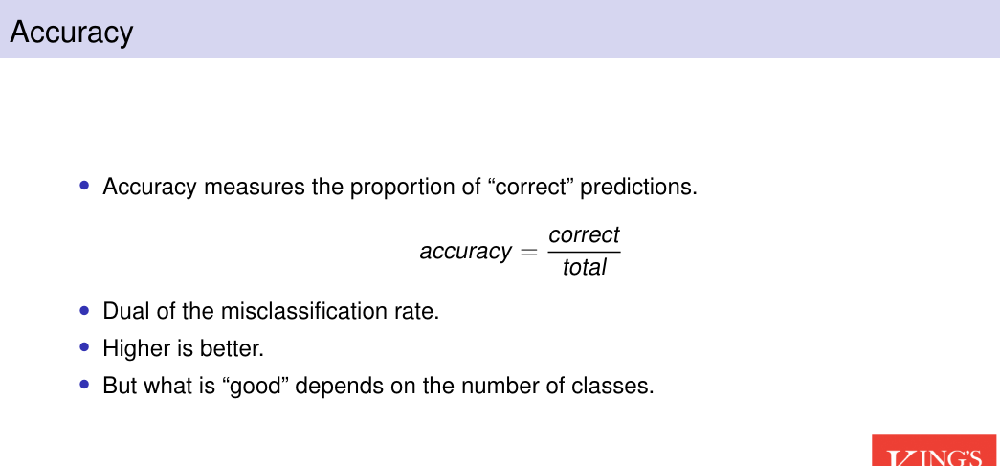 Accuracy
• Accuracy measures the proportion of “correct” predictions.
accuracy = correct / total
• Dual of the misclassification rate.
• Higher is better.
• But what is “good” depends on the number of classes.
KING'S